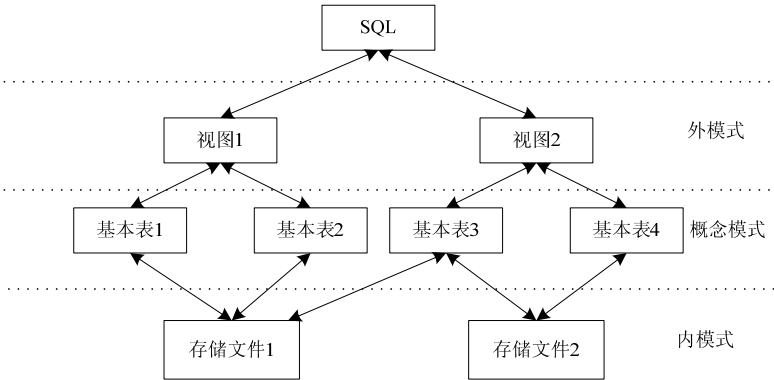 SQL
视图1
视图2
外模式
基本表1
基本表2
基本表3
基本表4
概念模式
存储文件1
存储文件2
内模式